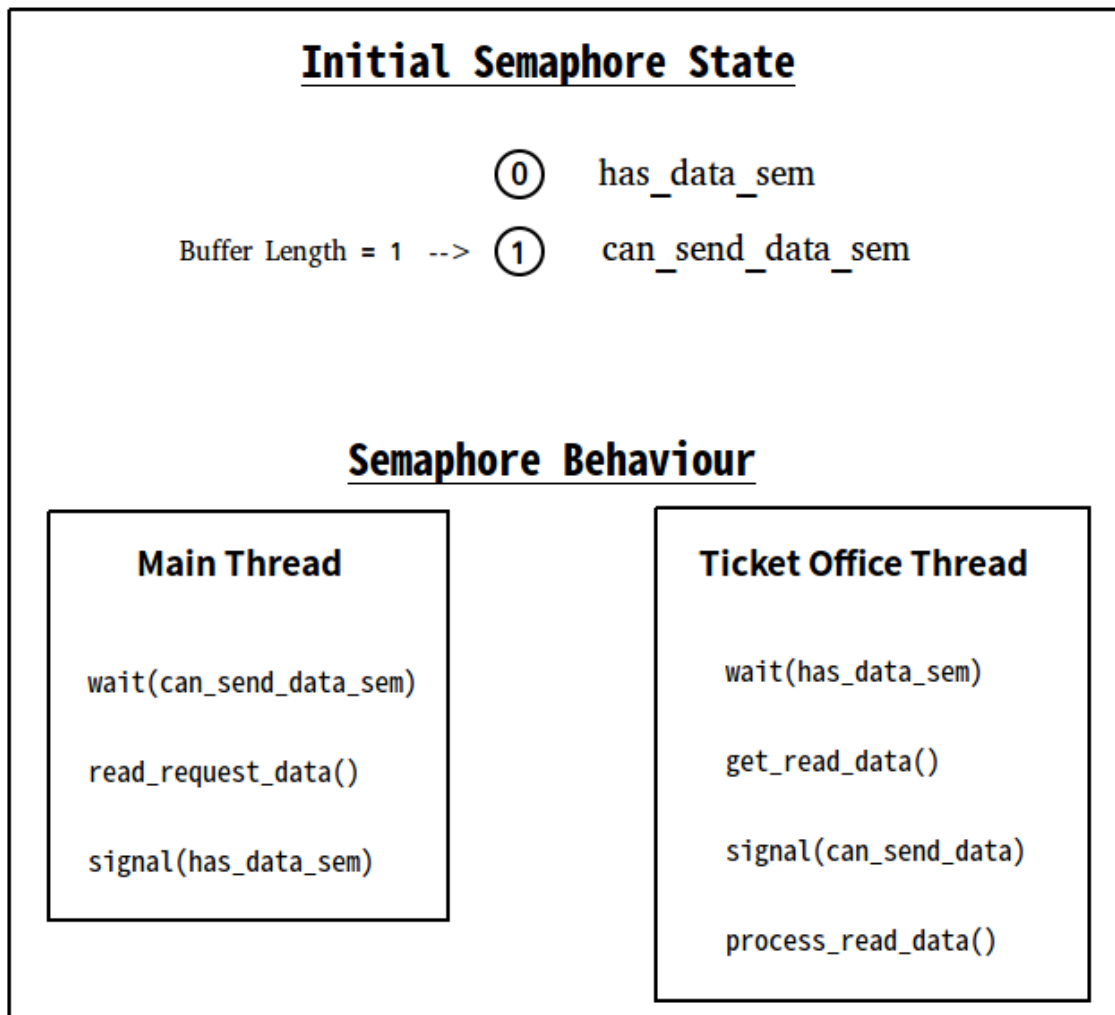 Initial Semaphore State
0 has_data_sem
Buffer Length = 1 --> 1 can_send_data_sem
Semaphore Behaviour
Main Thread
wait(can_send_data_sem)
read_request_data()
signal(has_data_sem)
Ticket Office Thread
wait(has_data_sem)
get_read_data()
signal(can_send_data)
process_read_data()